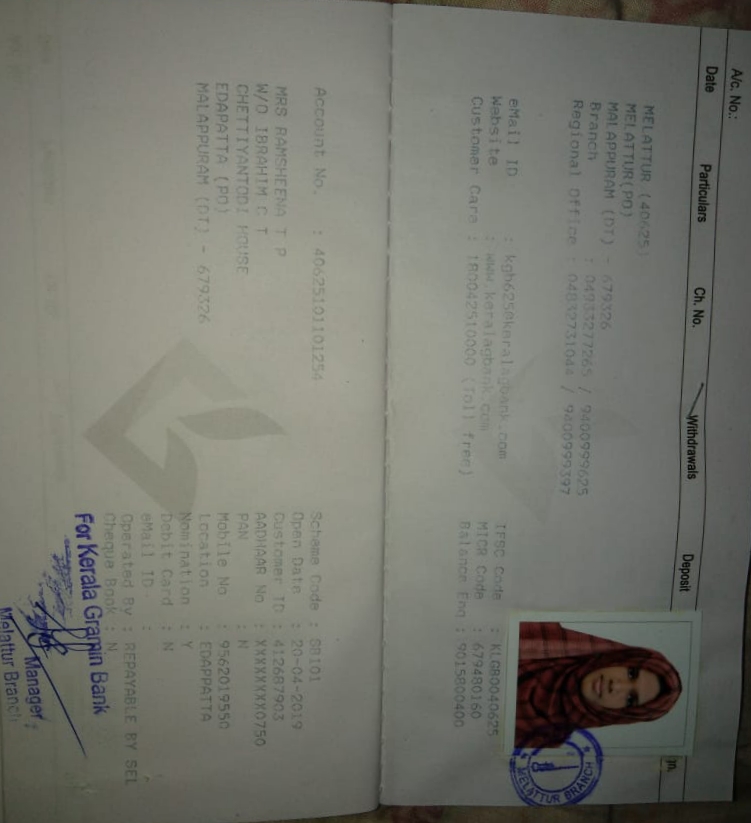 A/c. No.:
Date Particulars Ch. No. Withdrawals Deposit
MELATTUR (40625)
MELATTUR(PO)
MALAPPURAM (DT) - 679326
Branch : 04933277265 / 9400999625
Regional Office : 04832731044 / 9400999397
eMail ID : kgb625@keralagbank.com
Website : www.keralagbank.com
Customer Care : 180042510000 (Toll free)
IFSC Code : KLGB0040625
MICR Code : 679480160
Balance Enq : 9015800400
MELATTUR BRANCH
Account No. : 40625101101254
MRS RAMSHEENA T P
W/O IBRAHIM C T
CHETTIYANTODI HOUSE
EDAPATTA (PO)
MALAPPURAM (DT) - 679326
Scheme Code : SB101
Open Date : 20-04-2019
Customer ID : 412687903
AADHAAR No : XXXXXXXX0750
PAN : N
Mobile No : 9562019550
Location : EDAPPATTA
Nomination : Y
Debit Card : N
eMail ID :
Operated By : REPAYABLE BY SEL
Cheque Book : N
For Kerala Gramin Bank
Manager
Melattur Branch